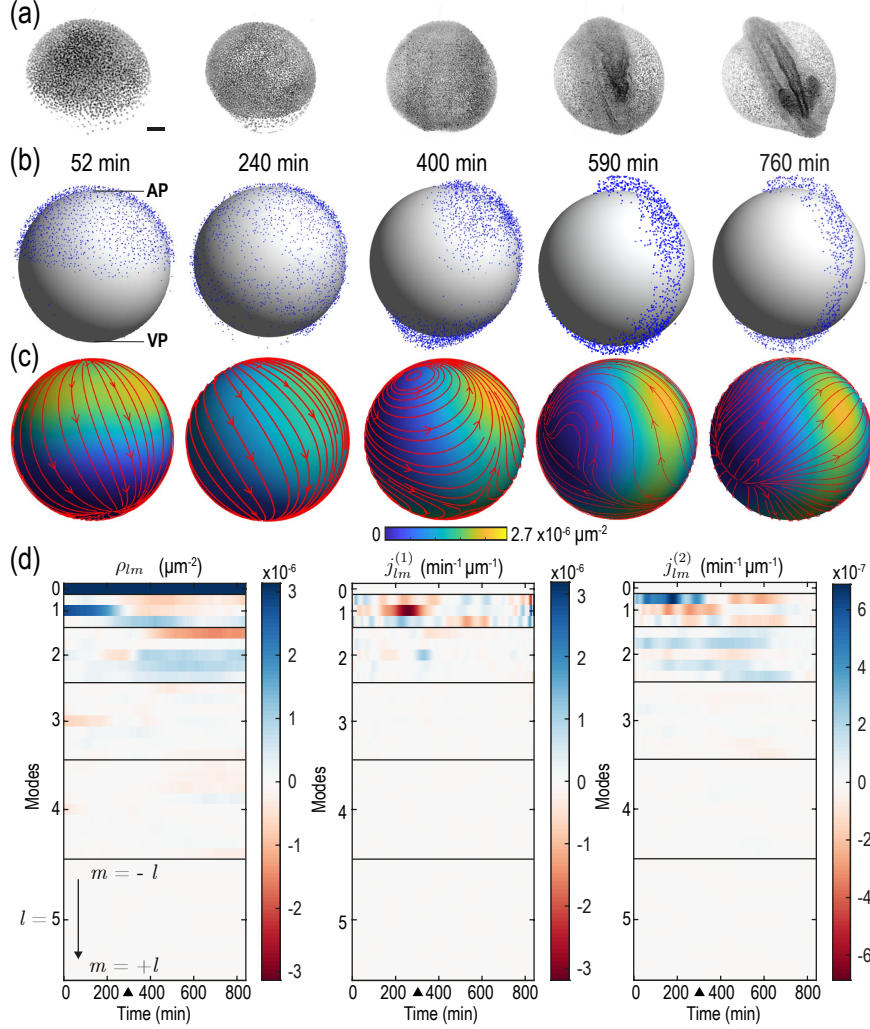 (a)
(b)
52 min 240 min 400 min 590 min 760 min
AP
VP
(c)
0 2.7 x10⁻⁶ μm⁻²
(d)
ρₗₘ (μm⁻²) x10⁻⁶
jₗₘ⁽¹⁾ (min⁻¹ μm⁻¹) x10⁻⁶
jₗₘ⁽²⁾ (min⁻¹ μm⁻¹) x10⁻⁷
Modes
0
1
2
3
4
5
l =
m = - l
m = +l
0 200 400 600 800
Time (min)
3
2
1
0
-1
-2
-3
Modes
0
1
2
3
4
5
0 200 400 600 800
Time (min)
3
2
1
0
-1
-2
-3
Modes
0
1
2
3
4
5
0 200 400 600 800
Time (min)
6
4
2
0
-2
-4
-6